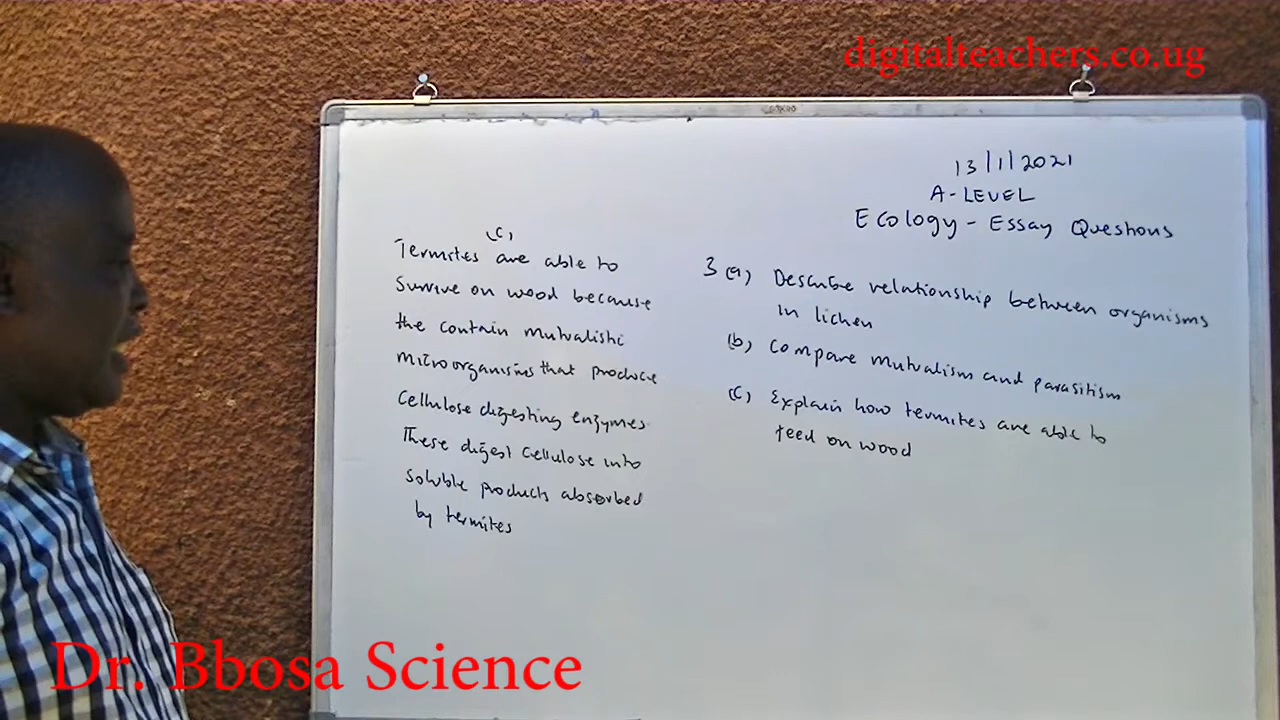 digitalteachers.co.ug
13/1/2021
A-LEVEL
Ecology - Essay Questions
3 (a) Describe relationship between organisms
in lichen
(b) Compare mutualism and parasitism
(c) Explain how termites are able to
feed on wood
(c)
Termites are able to
Survive on wood because
the contain mutualistic
microorganisms that produce
Cellulose digesting enzymes.
These digest cellulose into
soluble products absorbed
by termites
Dr. Bbosa Science